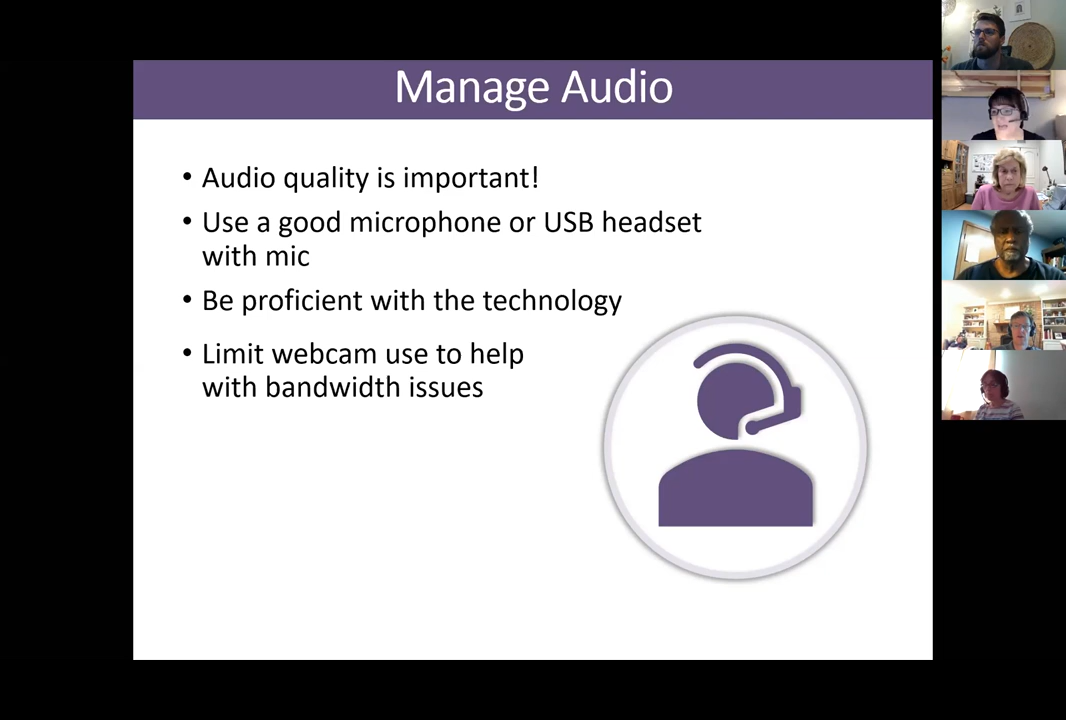 Manage Audio
• Audio quality is important!
• Use a good microphone or USB headset
with mic
• Be proficient with the technology
• Limit webcam use to help
with bandwidth issues